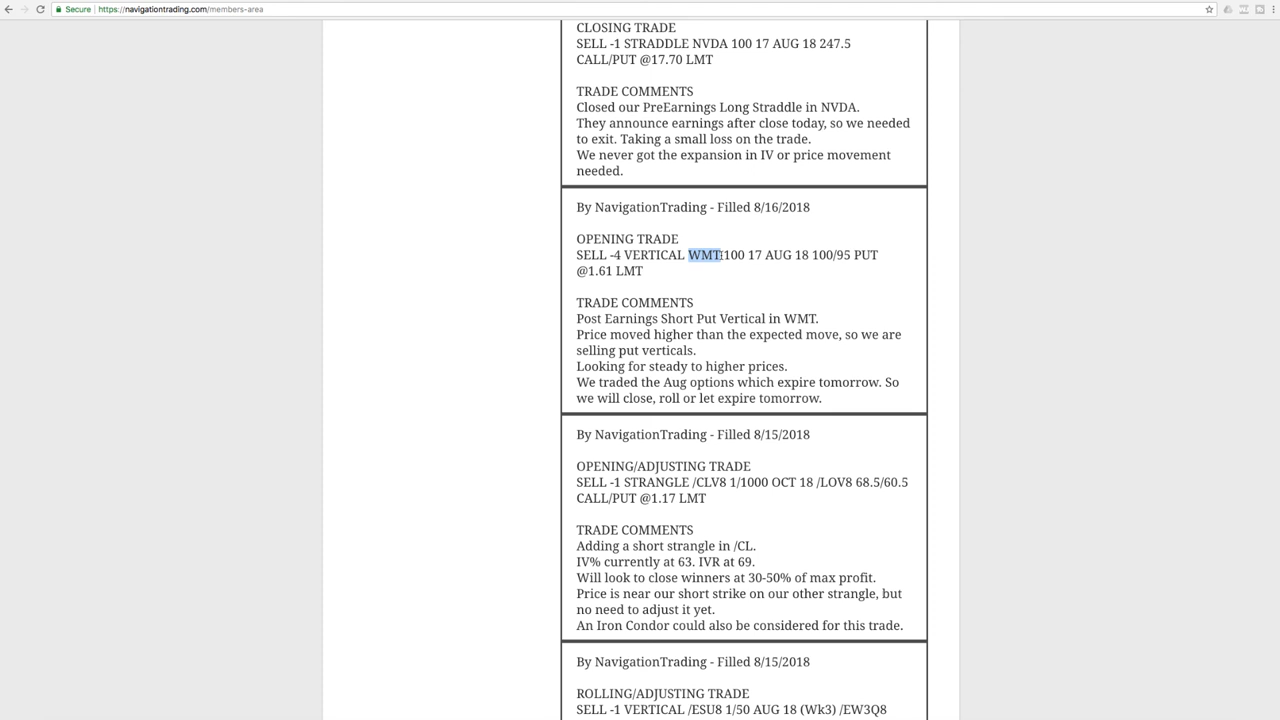 Secure
https://navigationtrading.com/members-area
CLOSING TRADE
SELL -1 STRADDLE NVDA 100 17 AUG 18 247.5
CALL/PUT @17.70 LMT
TRADE COMMENTS
Closed our PreEarnings Long Straddle in NVDA.
They announce earnings after close today, so we needed
to exit. Taking a small loss on the trade.
We never got the expansion in IV or price movement
needed.
By NavigationTrading - Filled 8/16/2018
OPENING TRADE
SELL -4 VERTICAL WMT 100 17 AUG 18 100/95 PUT
@1.61 LMT
TRADE COMMENTS
Post Earnings Short Put Vertical in WMT.
Price moved higher than the expected move, so we are
selling put verticals.
Looking for steady to higher prices.
We traded the Aug options which expire tomorrow. So
we will close, roll or let expire tomorrow.
By NavigationTrading - Filled 8/15/2018
OPENING/ADJUSTING TRADE
SELL -1 STRANGLE /CLV8 1/1000 OCT 18 /LOV8 68.5/60.5
CALL/PUT @1.17 LMT
TRADE COMMENTS
Adding a short strangle in /CL.
IV% currently at 63. IVR at 69.
Will look to close winners at 30-50% of max profit.
Price is near our short strike on our other strangle, but
no need to adjust it yet.
An Iron Condor could also be considered for this trade.
By NavigationTrading - Filled 8/15/2018
ROLLING/ADJUSTING TRADE
SELL -1 VERTICAL /ESU8 1/50 AUG 18 (Wk3) /EW3Q8